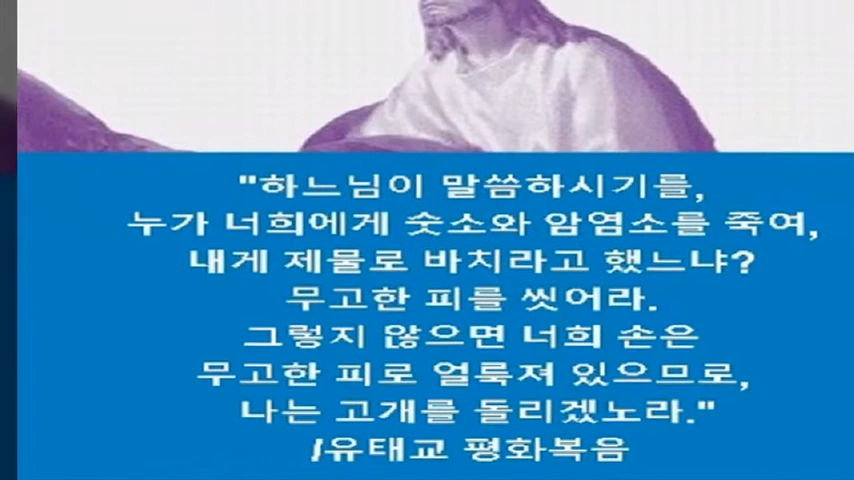 "하느님이 말씀하시기를,
누가 너희에게 숫소와 암염소를 죽여,
내게 제물로 바치라고 했느냐?
무고한 피를 씻어라.
그렇지 않으면 너희 손은
무고한 피로 얼룩져 있으므로,
나는 고개를 돌리겠노라."
/유태교 평화복음